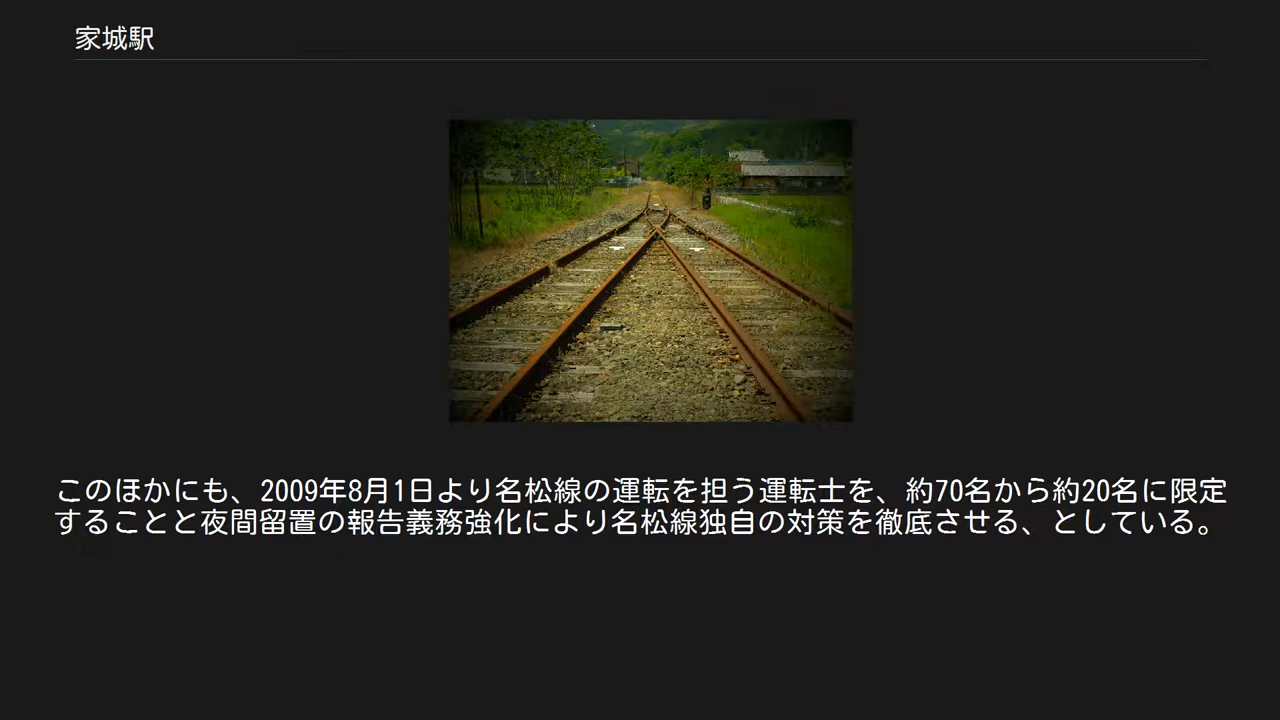 家城駅
このほかにも、2009年8月1日より名松線の運転を担う運転士を、約70名から約20名に限定
することと夜間留置の報告義務強化により名松線独自の対策を徹底させる、としている。